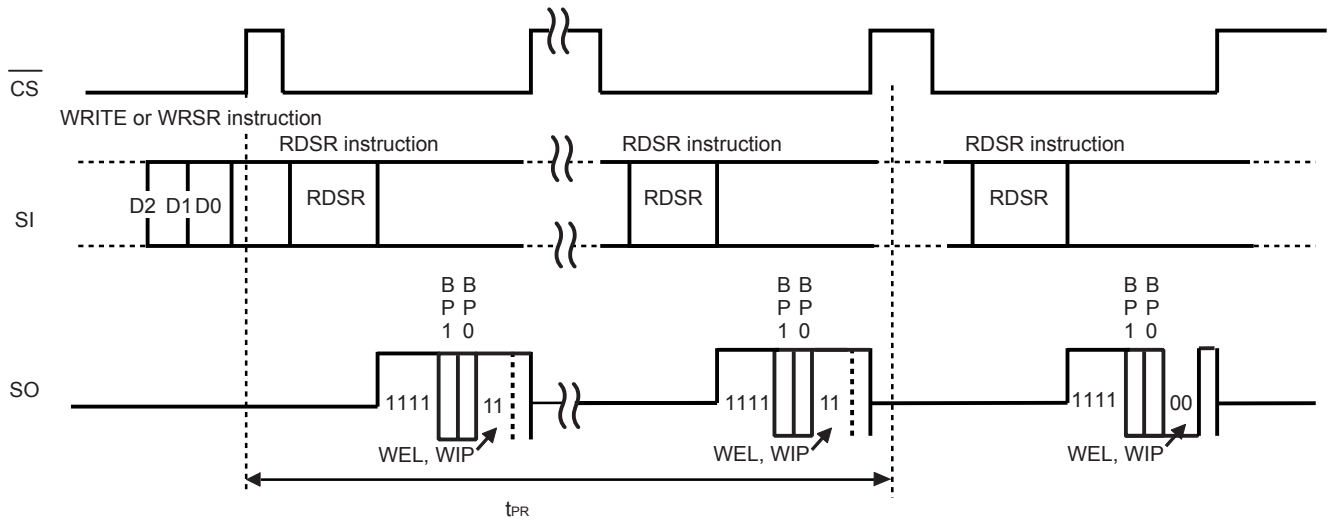 CS
WRITE or WRSR instruction
RDSR instruction RDSR instruction RDSR instruction
SI
D2 D1 D0 RDSR RDSR RDSR
B B B B B B
P P P P P P
1 0 1 0 1 0
SO
1111 11 1111 11 1111 00
WEL, WIP WEL, WIP WEL, WIP
tPR